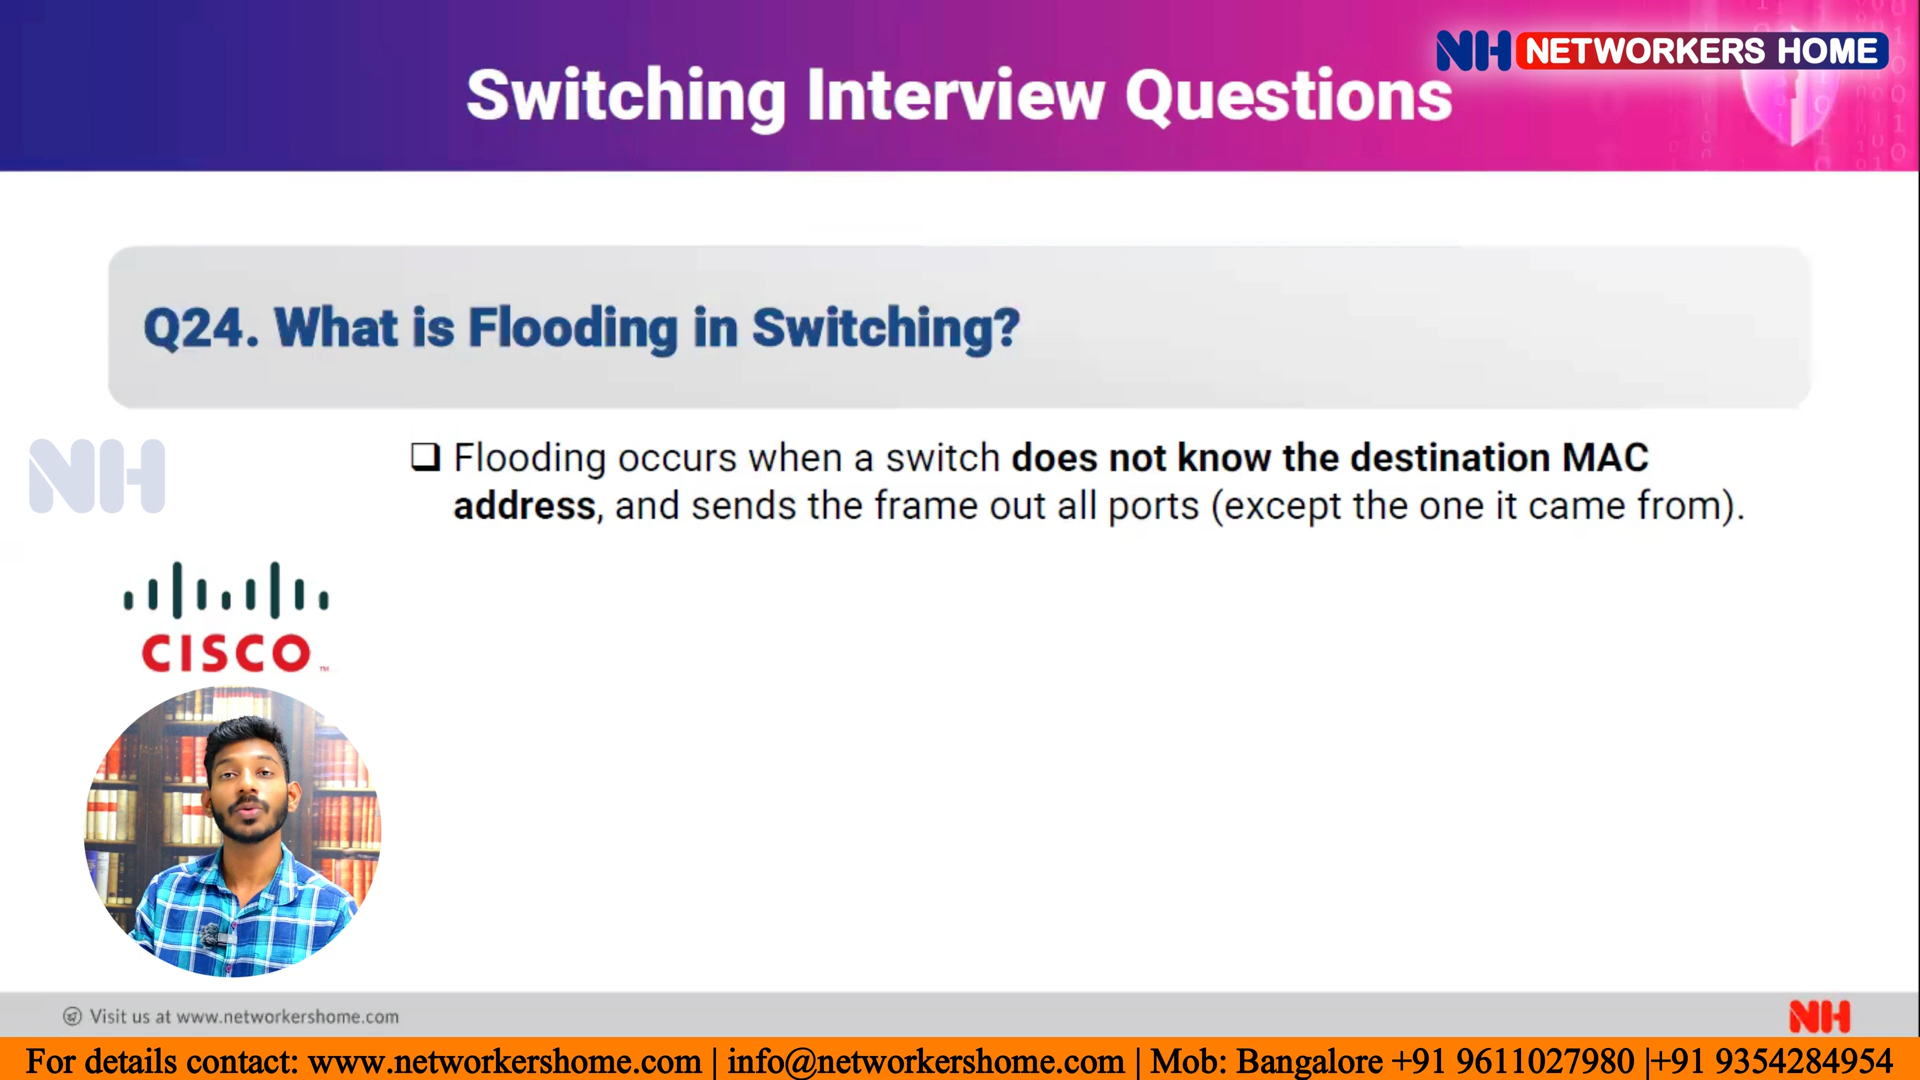 NH NETWORKERS HOME
Switching Interview Questions
Q24. What is Flooding in Switching?
NH
❑ Flooding occurs when a switch does not know the destination MAC
address, and sends the frame out all ports (except the one it came from).
CISCO™
Visit us at www.networkershome.com
NH
For details contact: www.networkershome.com | info@networkershome.com | Mob: Bangalore +91 9611027980 |+91 9354284954